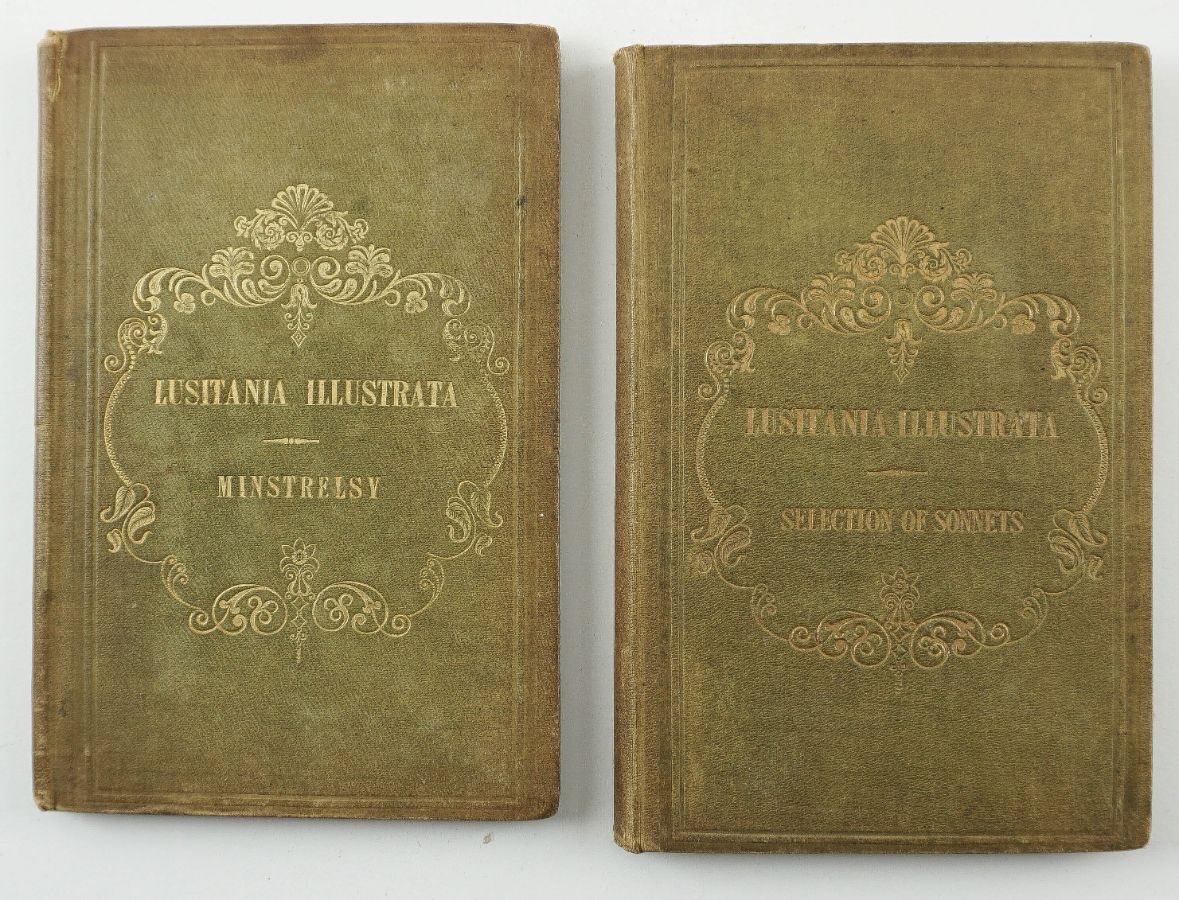 LUSITANIA ILLUSTRATA
MINSTRELSY
LUSITANIA ILLUSTRATA
SELECTION OF SONNETS